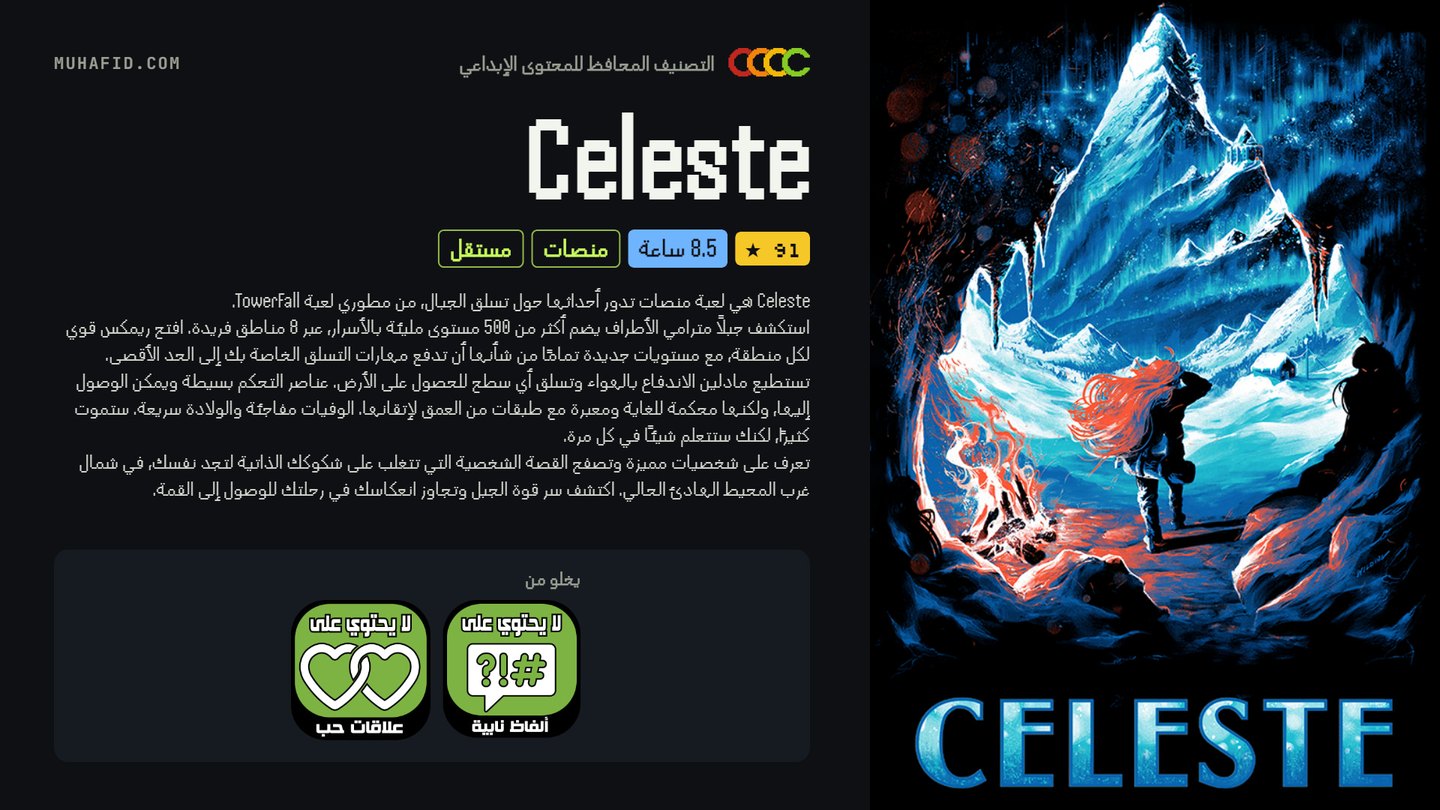 التصنيف المحافظ للمحتوى الإبداعي
MUHAFID.COM
Celeste
91 ★
8.5 ساعة
منصات
مستقل
Celeste هي لعبة منصات تدور أحداثها حول تسلق الجبال، من مطوري لعبة TowerFall.
استكشف جبلًا مترامي الأطراف يضم أكثر من 500 مستوى مليئة بالأسرار، عبر 8 مناطق فريدة. افتح ريمكس قوي
لكل منطقة، مع مستويات جديدة تمامًا من شأنها أن تدفع مهارات التسلق الخاصة بك إلى الحد الأقصى.
تستطيع مادلين الاندفاع بالهواء وتسلق أي سطح للحصول على الأرض. عناصر التحكم بسيطة ويمكن الوصول
إليها، ولكنها محكمة للغاية ومعبرة مع طبقات من العمق لإتقانها. الوفيات مفاجئة والولادة سريعة. ستموت
كثيرًا، لكنك ستتعلم شيئًا في كل مرة.
تعرف على شخصيات مميزة وتصفح القصة الشخصية التي تتغلب على شكوكك الذاتية لتجد نفسك، في شمال
غرب المحيط الهادئ الحالي. اكتشف سر قوة الجبل وتجاوز انعكاسك في رحلتك للوصول إلى القمة.
يخلو من
لا يحتوي على
#!?
ألفاظ نابية
لا يحتوي على
علاقات حب
CELESTE